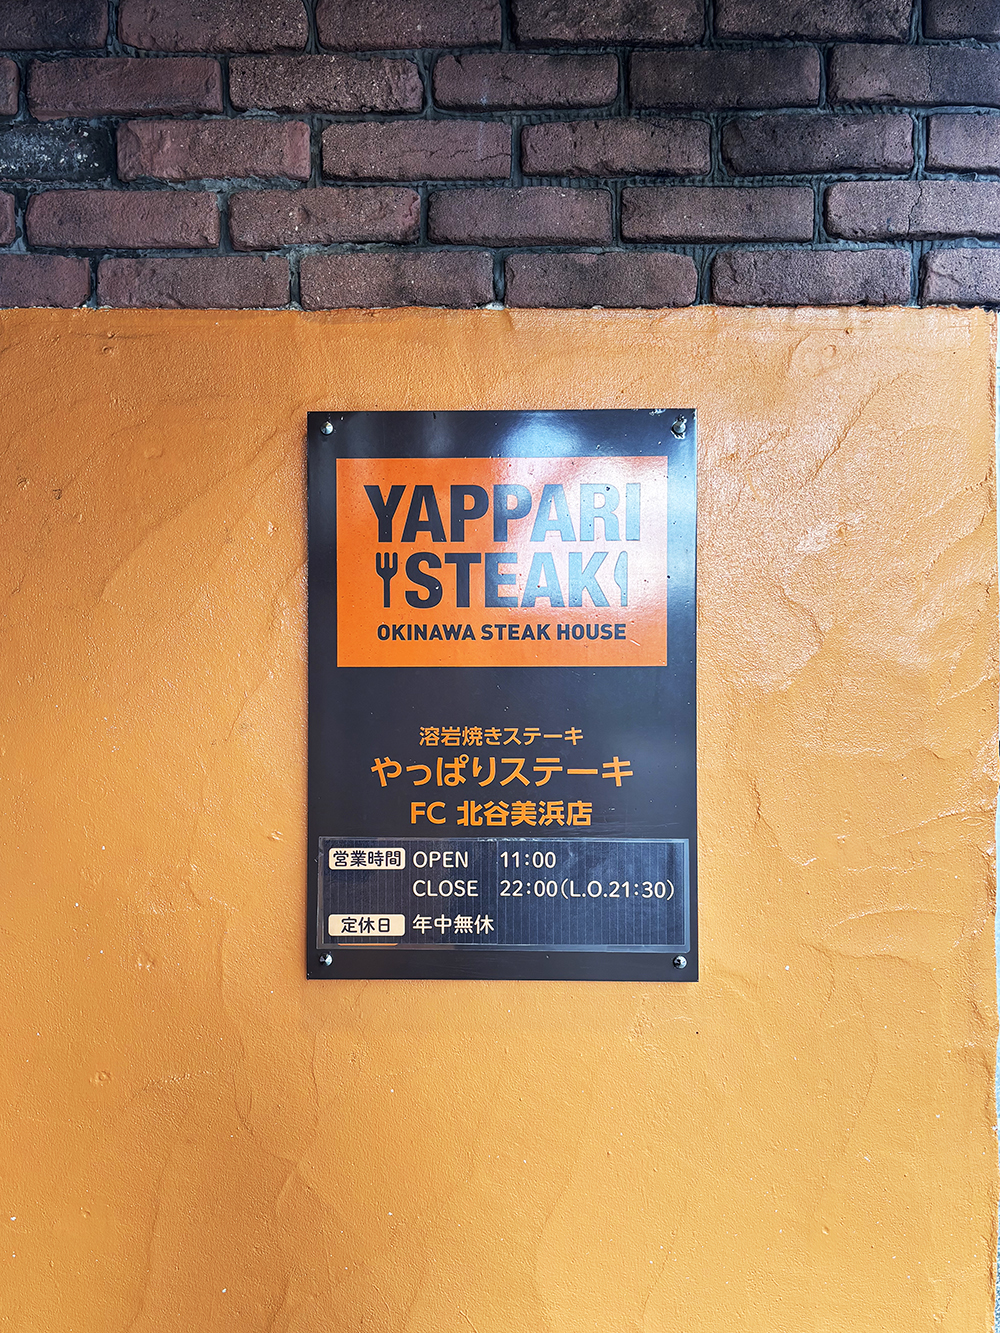 YAPPARI
STEAK
OKINAWA STEAK HOUSE
溶岩焼きステーキ
やっぱりステーキ
FC 北谷美浜店
営業時間 OPEN 11:00
CLOSE 22:00(L.O.21:30)
定休日 年中無休